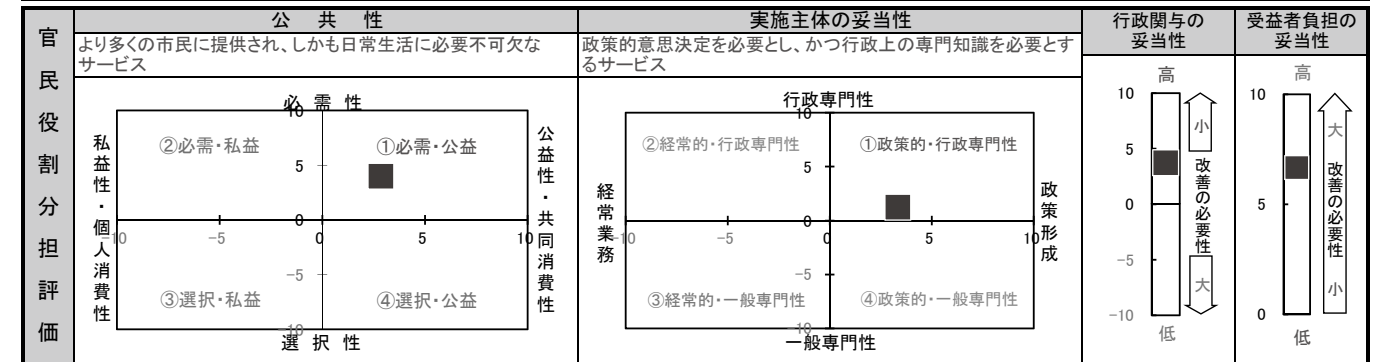 官民役割分担評価
公共性
より多くの市民に提供され、しかも日常生活に必要不可欠な
サービス
必需性
10
②必需・私益
①必需・公益
5
0
-10
-5
0
5
10
-5
③選択・私益
④選択・公益
-10
選択性
私益性・個人消費性
公益性・共同消費性
実施主体の妥当性
政策的意思決定を必要とし、かつ行政上の専門知識を必要とす
るサービス
行政専門性
10
②経常的・行政専門性
①政策的・行政専門性
5
0
-10
-5
0
5
10
-5
③経常的・一般専門性
④政策的・一般専門性
-10
一般専門性
経常業務
政策形成
行政関与の
妥当性
高
10
5
0
-5
-10
低
小
改善の必要性
大
受益者負担の
妥当性
高
10
5
0
低
大
改善の必要性
小